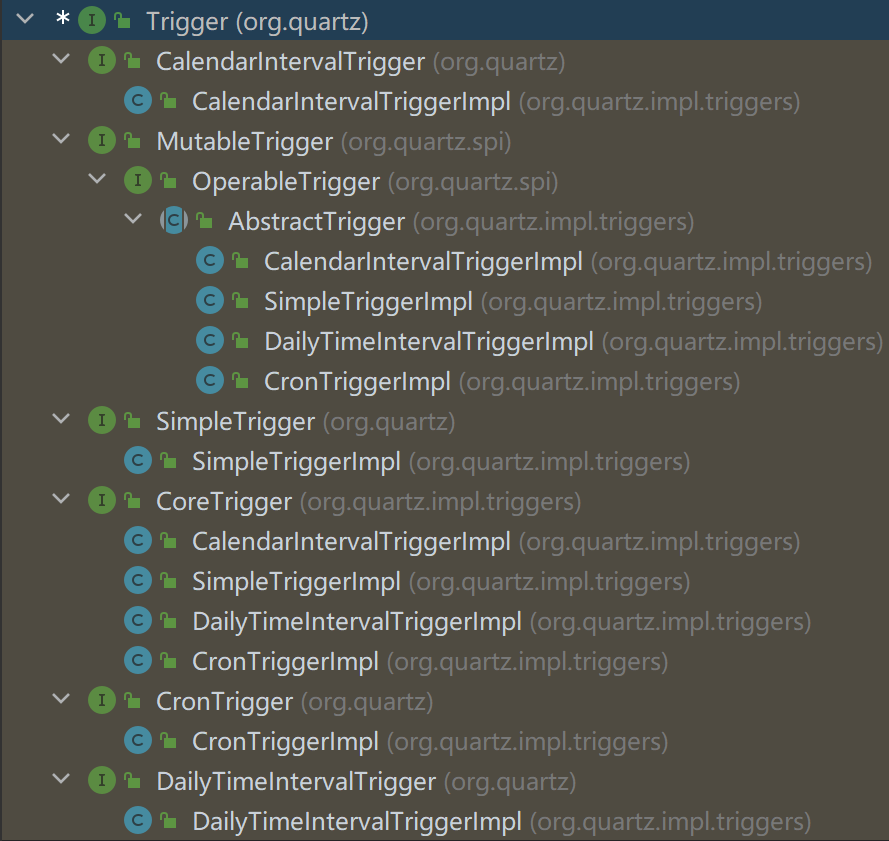 * I Trigger (org.quartz)
I CalendarIntervalTrigger (org.quartz)
C CalendarIntervalTriggerImpl (org.quartz.impl.triggers)
I MutableTrigger (org.quartz.spi)
I OperableTrigger (org.quartz.spi)
C AbstractTrigger (org.quartz.impl.triggers)
C CalendarIntervalTriggerImpl (org.quartz.impl.triggers)
C SimpleTriggerImpl (org.quartz.impl.triggers)
C DailyTimeIntervalTriggerImpl (org.quartz.impl.triggers)
C CronTriggerImpl (org.quartz.impl.triggers)
I SimpleTrigger (org.quartz)
C SimpleTriggerImpl (org.quartz.impl.triggers)
I CoreTrigger (org.quartz.impl.triggers)
C CalendarIntervalTriggerImpl (org.quartz.impl.triggers)
C SimpleTriggerImpl (org.quartz.impl.triggers)
C DailyTimeIntervalTriggerImpl (org.quartz.impl.triggers)
C CronTriggerImpl (org.quartz.impl.triggers)
I CronTrigger (org.quartz)
C CronTriggerImpl (org.quartz.impl.triggers)
I DailyTimeIntervalTrigger (org.quartz)
C DailyTimeIntervalTriggerImpl (org.quartz.impl.triggers)